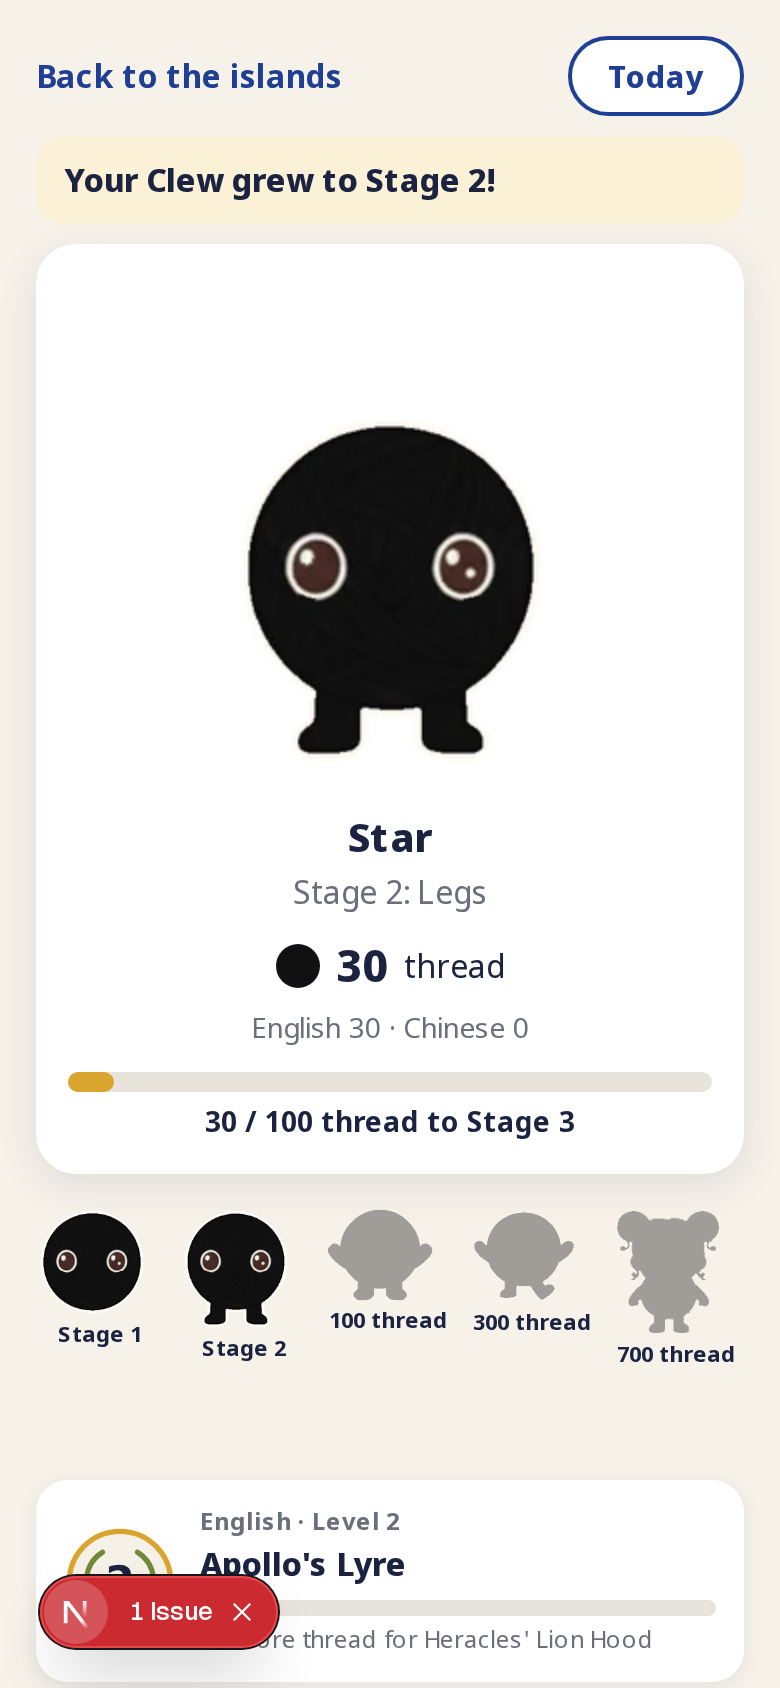 Back to the islands
Today
Your Clew grew to Stage 2!
Star
Stage 2: Legs
30 thread
English 30 · Chinese 0
30 / 100 thread to Stage 3
Stage 1
Stage 2
100 thread
300 thread
700 thread
English · Level 2
Apollo's Lyre
thread for Heracles' Lion Hood
1 Issue